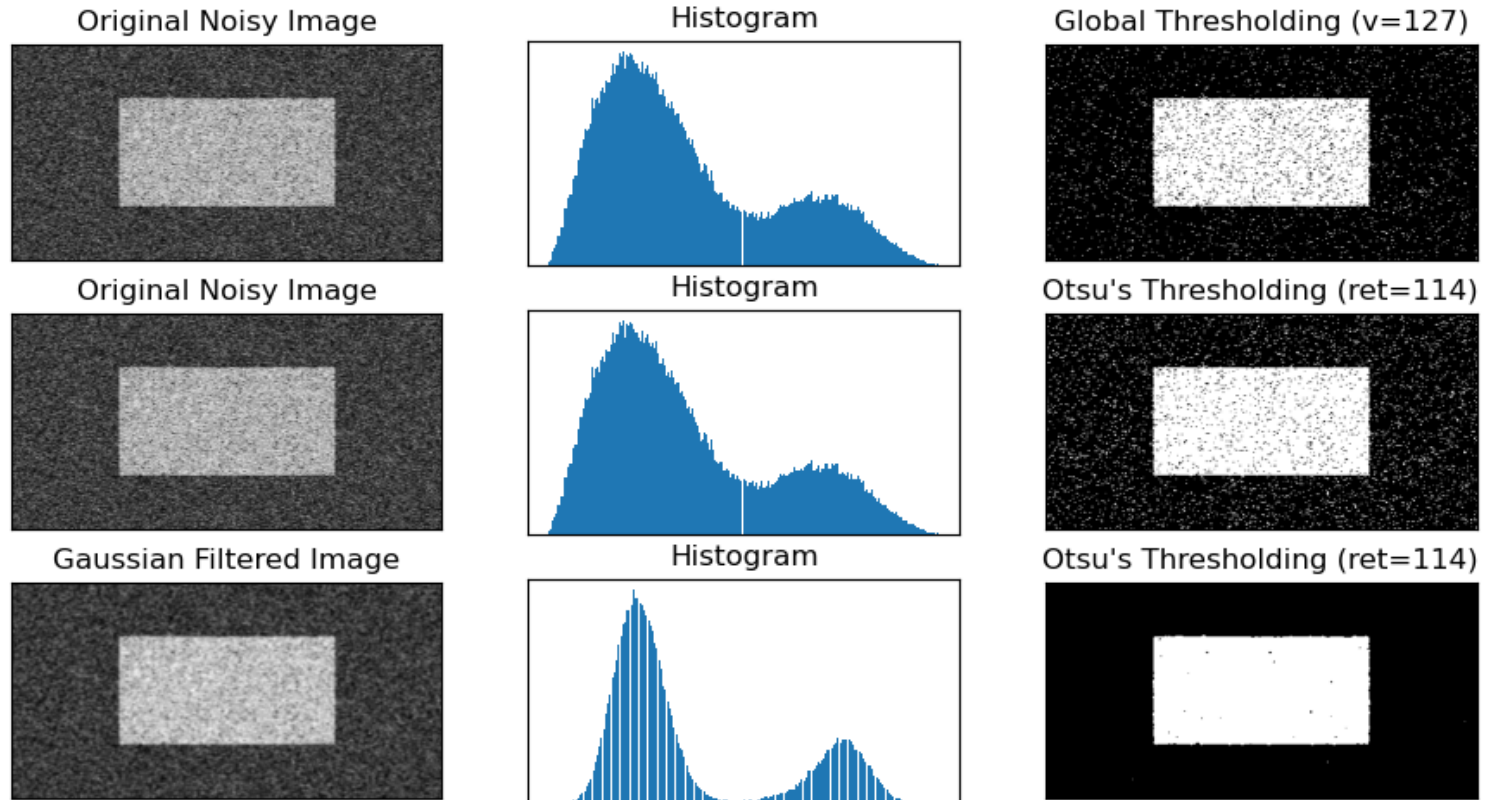 Original Noisy Image
Histogram
Global Thresholding (v=127)
Original Noisy Image
Histogram
Otsu's Thresholding (ret=114)
Gaussian Filtered Image
Histogram
Otsu's Thresholding (ret=114)